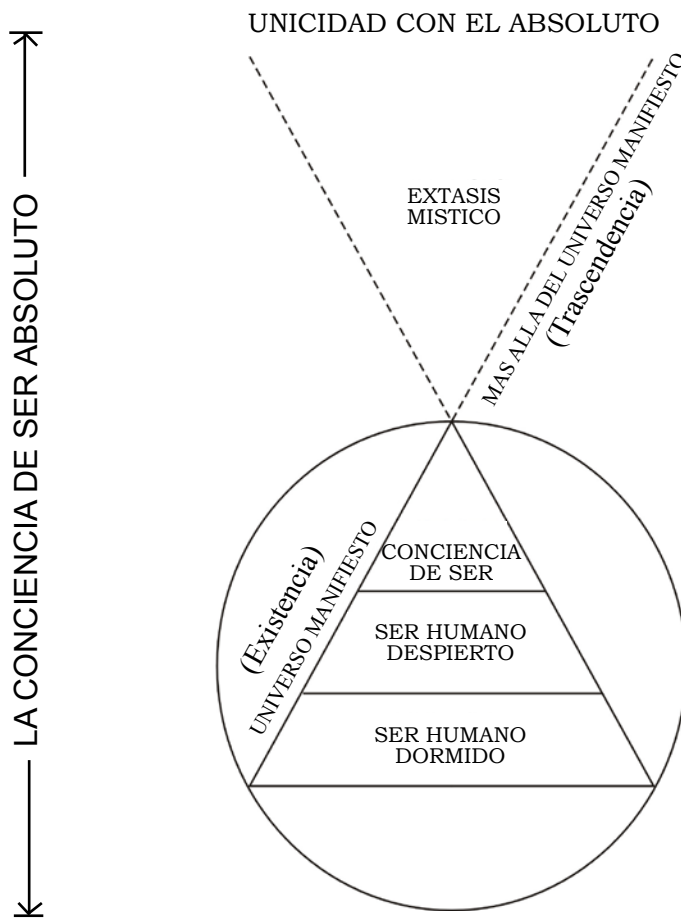 UNICIDAD CON EL ABSOLUTO
LA CONCIENCIA DE SER ABSOLUTO
EXTASIS
MISTICO
MAS ALLA DEL UNIVERSO MANIFIESTO
(Trascendencia)
(Existencia)
UNIVERSO MANIFIESTO
CONCIENCIA
DE SER
SER HUMANO
DESPIERTO
SER HUMANO
DORMIDO